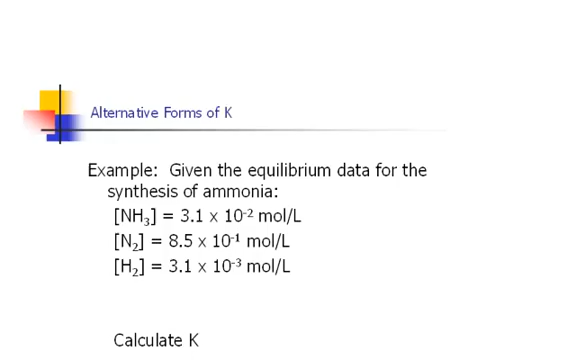 Alternative Forms of K
Example: Given the equilibrium data for the
synthesis of ammonia:
[NH₃] = 3.1 x 10⁻² mol/L
[N₂] = 8.5 x 10⁻¹ mol/L
[H₂] = 3.1 x 10⁻³ mol/L
Calculate K